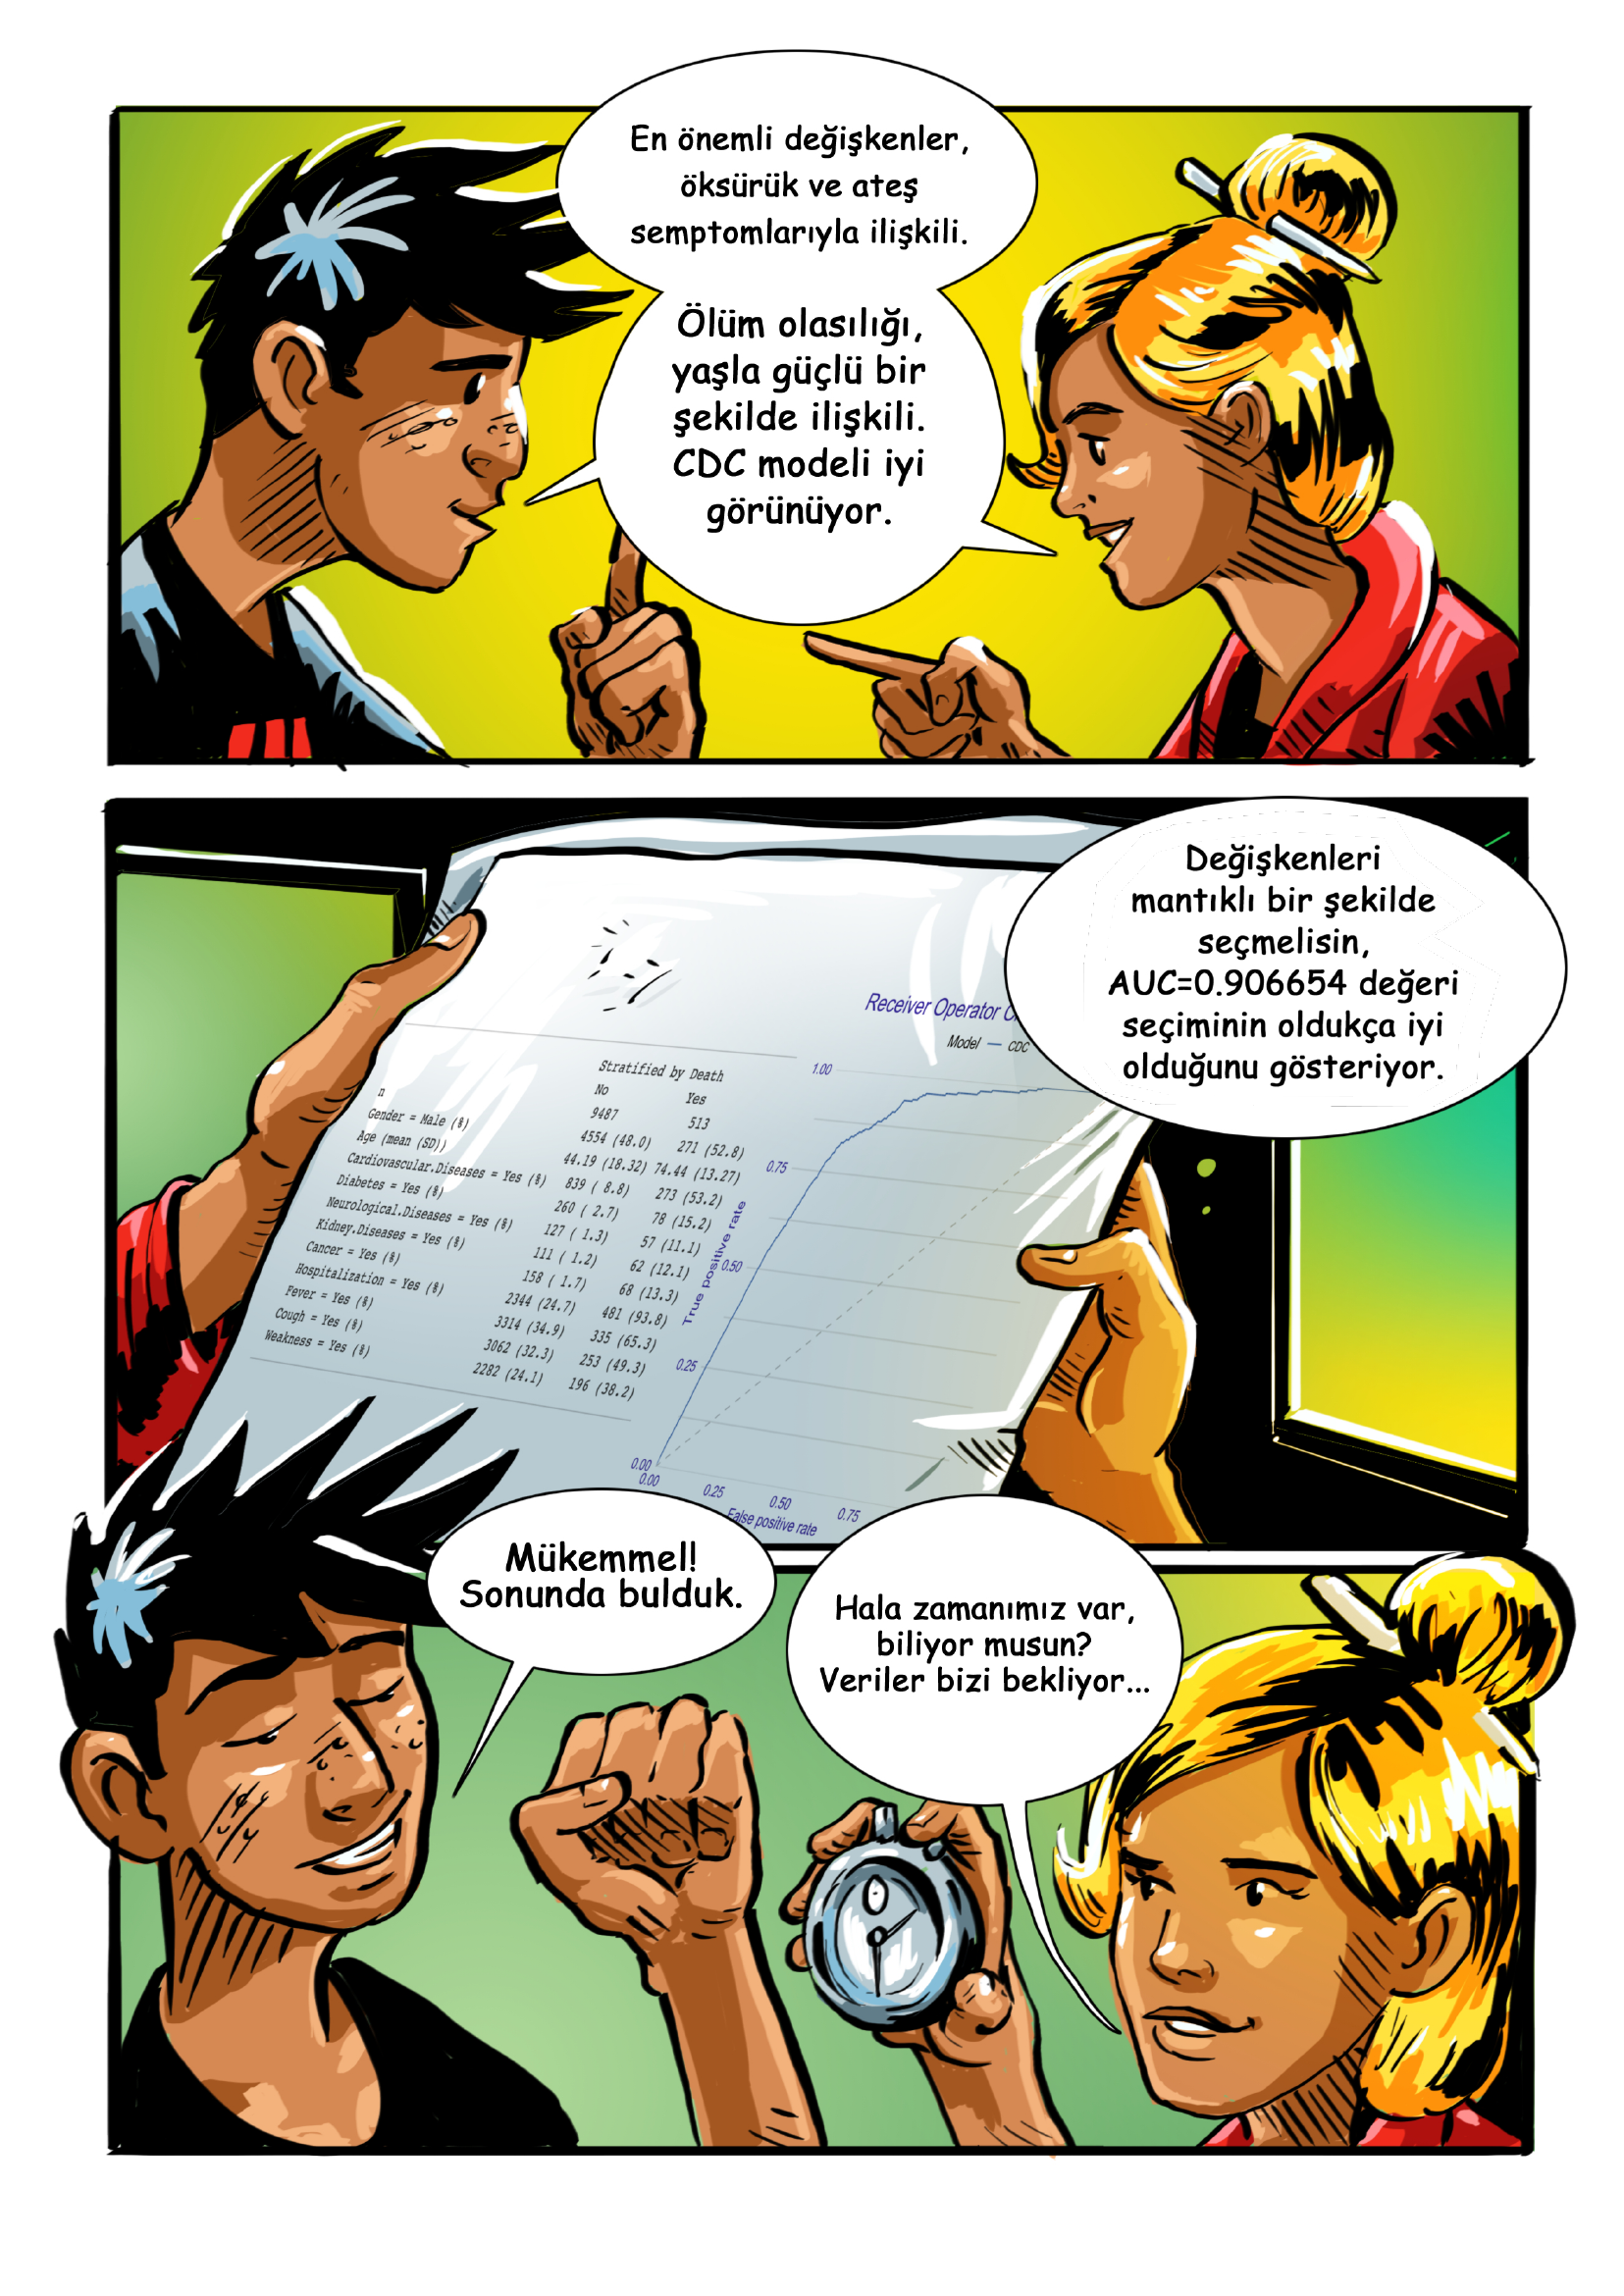 En önemli değişkenler,
öksürük ve ateş
semptomlarıyla ilişkili.
Ölüm olasılığı,
yaşla güçlü bir
şekilde ilişkili.
CDC modeli iyi
görünüyor.
Değişkenleri
mantıklı bir şekilde
seçmelisin,
AUC=0.906654 değeri
seçiminin oldukça iyi
olduğunu gösteriyor.
Stratified by Death
No Yes
n 9487 513
Gender = Male (%) 4554 (48.0) 271 (52.8)
Age (mean (SD)) 44.19 (18.32) 74.44 (13.27)
Cardiovascular.Diseases = Yes (%) 839 ( 8.8) 273 (53.2)
Diabetes = Yes (%) 260 ( 2.7) 78 (15.2)
Neurological.Diseases = Yes (%) 127 ( 1.3) 57 (11.1)
Kidney.Diseases = Yes (%) 111 ( 1.2) 62 (12.1)
Cancer = Yes (%) 158 ( 1.7) 68 (13.3)
Hospitalization = Yes (%) 2344 (24.7) 481 (93.8)
Fever = Yes (%) 3314 (34.9) 335 (65.3)
Cough = Yes (%) 3062 (32.3) 253 (49.3)
Weakness = Yes (%) 2282 (24.1) 196 (38.2)
Receiver Operator
Model — CDC
1.00
0.75
0.50
0.25
0.00
True positive rate
0.00 0.25 0.50 0.75
False positive rate
Mükemmel!
Sonunda bulduk.
Hala zamanımız var,
biliyor musun?
Veriler bizi bekliyor...